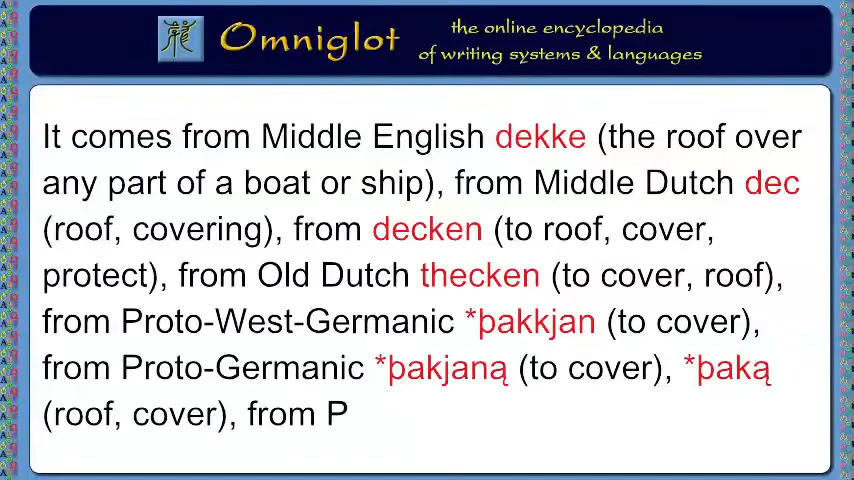 Omniglot
the online encyclopedia
of writing systems & languages
It comes from Middle English dekke (the roof over
any part of a boat or ship), from Middle Dutch dec
(roof, covering), from decken (to roof, cover,
protect), from Old Dutch thecken (to cover, roof),
from Proto-West-Germanic *þakkjan (to cover),
from Proto-Germanic *þakjaną (to cover), *þaką
(roof, cover), from P